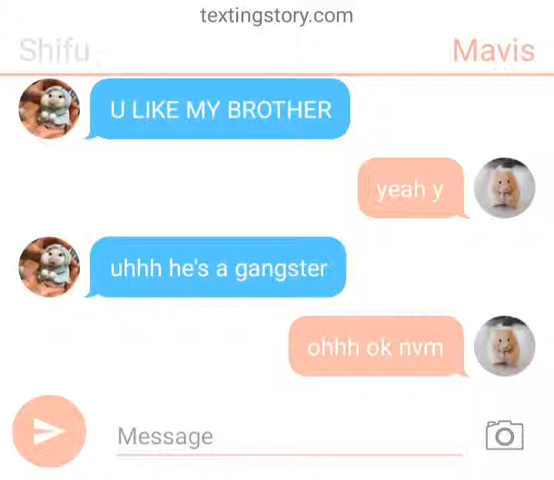 textingstory.com
Shifu
Mavis
U LIKE MY BROTHER
yeah y
uhhh he's a gangster
ohhh ok nvm
Message